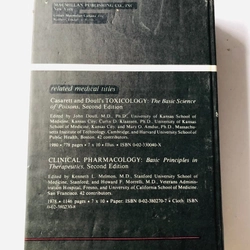 MACMILLAN PUBLISHING CO., INC.
NEW YORK
related medical titles
Casarett and Doull's TOXICOLOGY: The Basic Science
of Poisons, Second Edition
Edited by John Doull, M.D., Ph.D., University of Kansas School of
Medicine, Kansas City; Curtis D. Klaassen, Ph.D., University of Kansas
School of Medicine, Kansas City; and Mary O. Amdur, Ph.D., Massachu-
setts Institute of Technology, Cambridge, and Harvard University School
of Public Health, Boston. 42 contributors.
1980 • 778 pages • 7 × 10 • illus • ISBN 0-02-330040-X
CLINICAL PHARMACOLOGY: Basic Principles in
Therapeutics, Second Edition
Edited by Kenneth L. Melmon, M.D., Stanford University School of
Medicine, Stanford; and Howard F. Morrelli, M.D., Veterans Adminis-
tration Hospital, Fresno, and University of California School of Medicine,
San Francisco. 42 contributors.
1978 • 1146 pages • 7 × 10 • Paper: ISBN 0-02-380270-7 • Cloth: ISBN